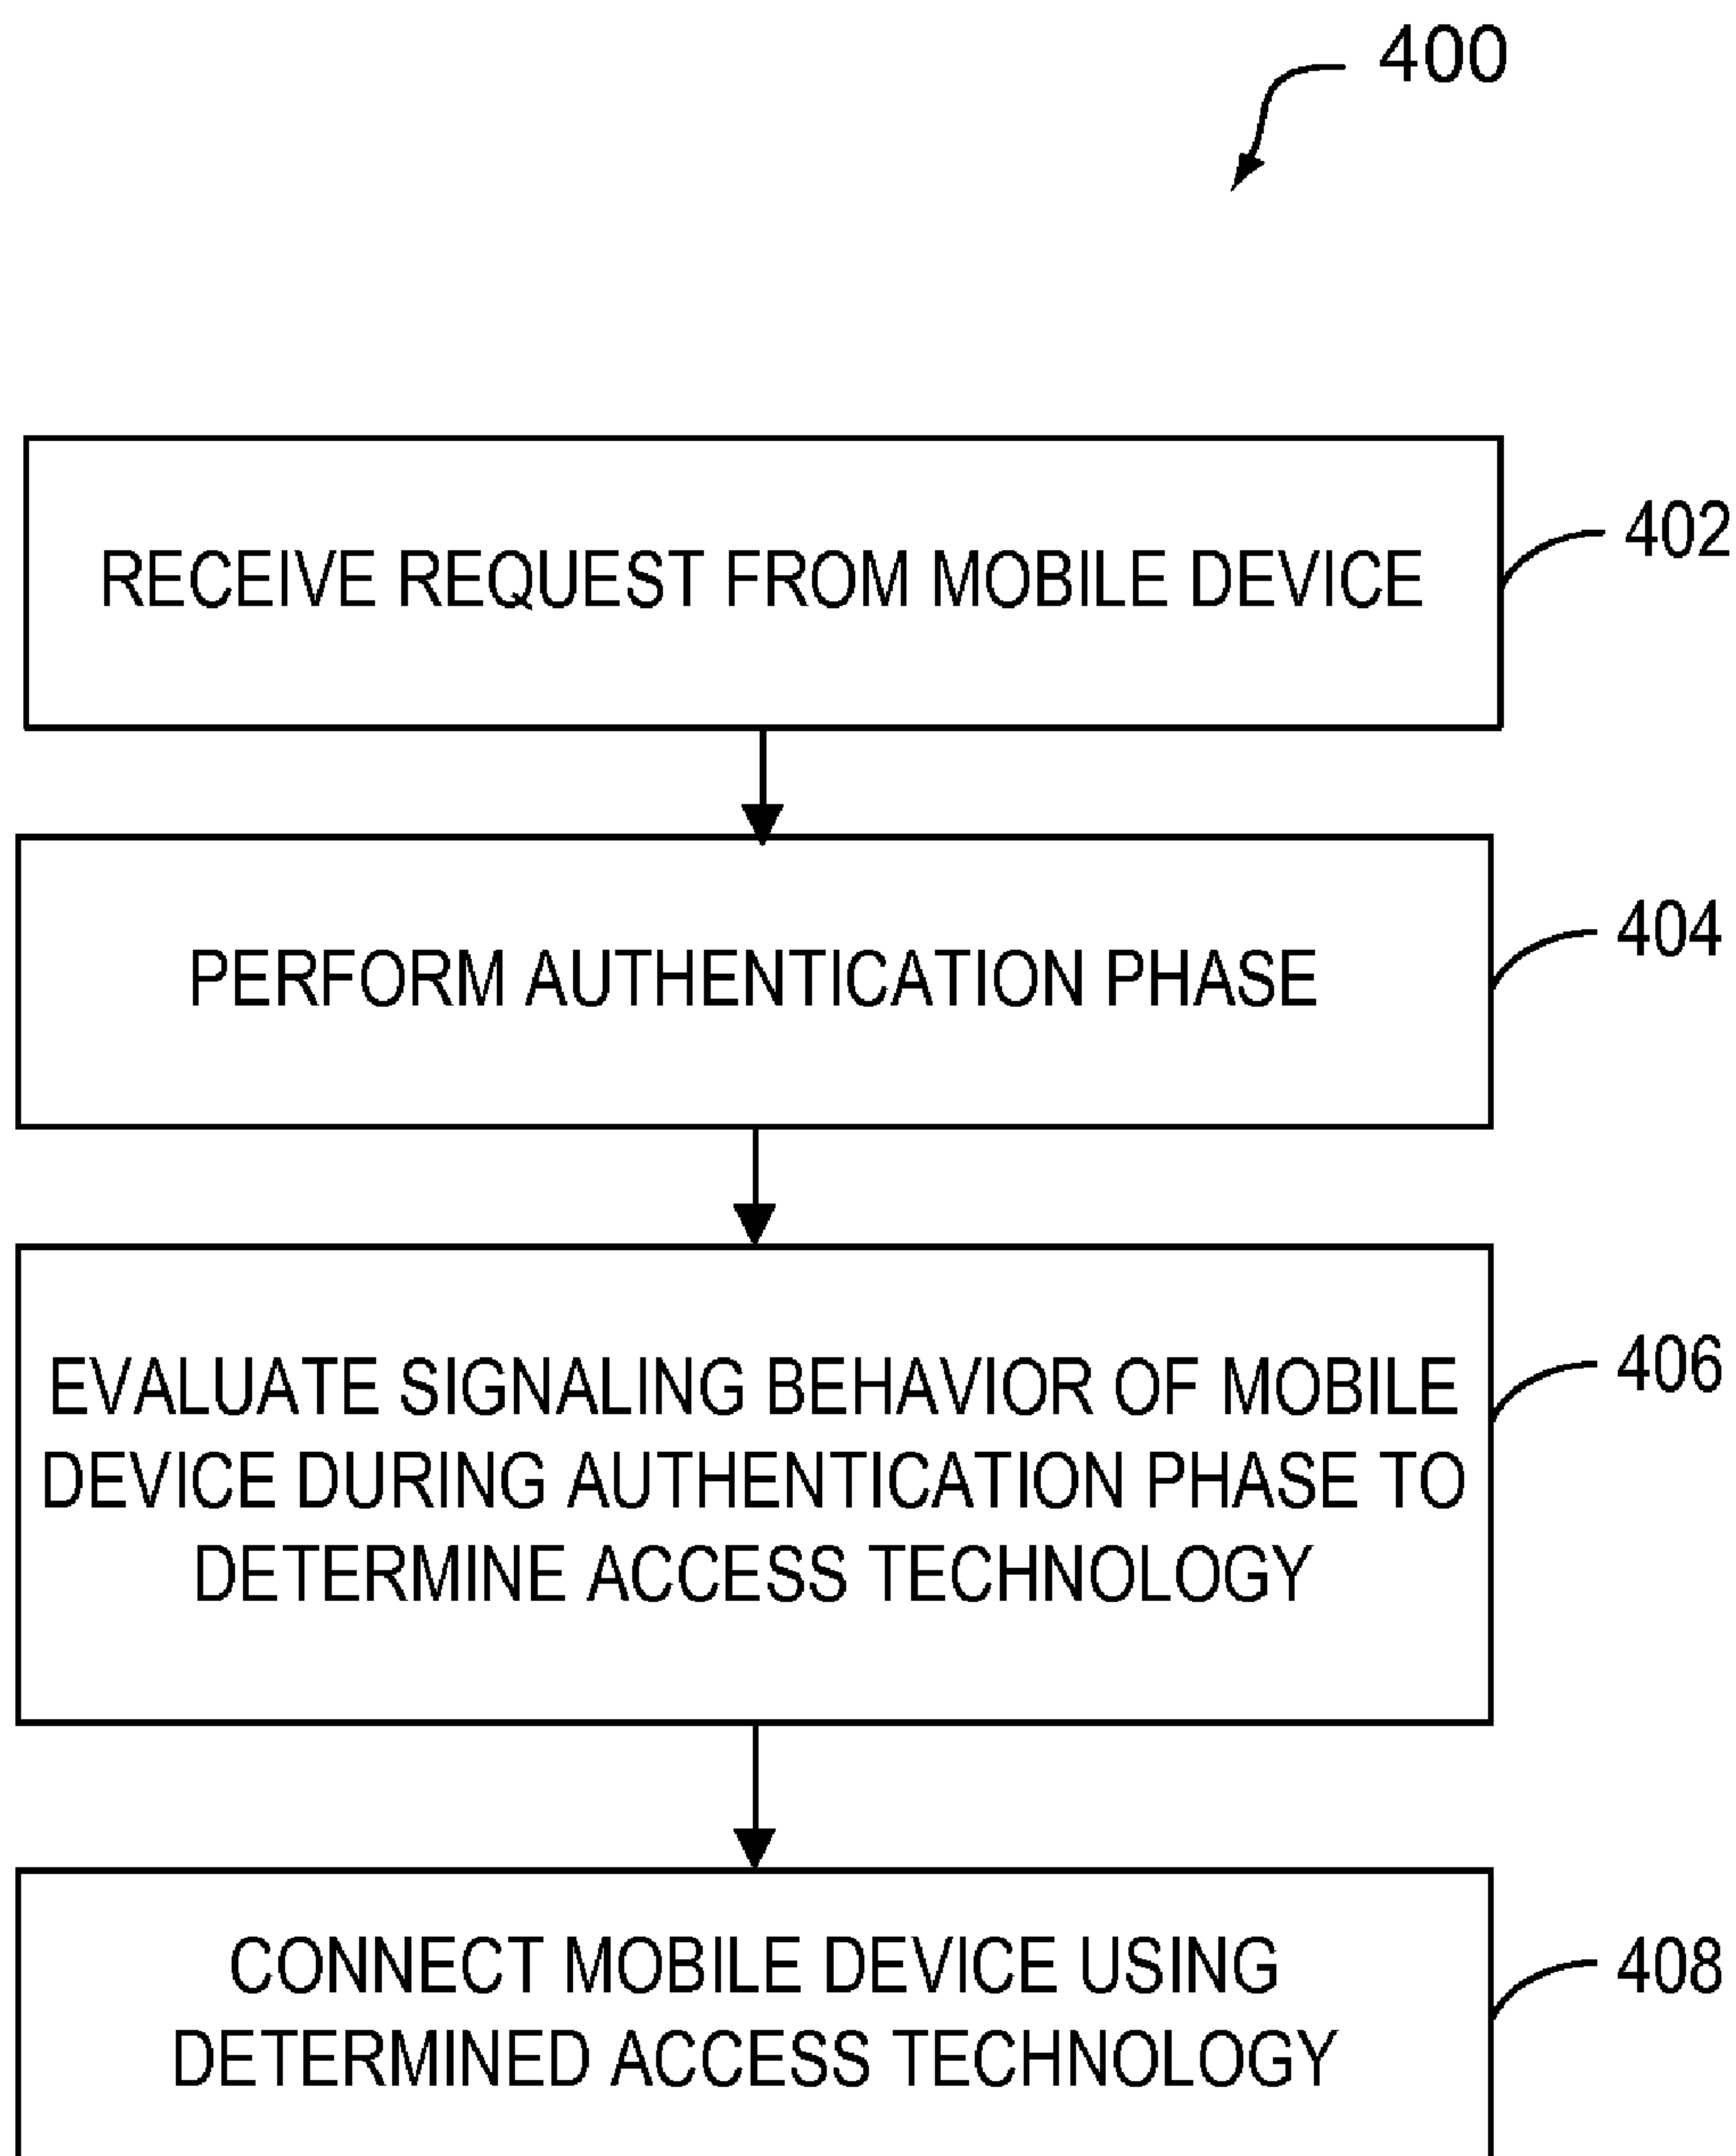 400
RECEIVE REQUEST FROM MOBILE DEVICE
402
PERFORM AUTHENTICATION PHASE
404
EVALUATE SIGNALING BEHAVIOR OF MOBILE
DEVICE DURING AUTHENTICATION PHASE TO
DETERMINE ACCESS TECHNOLOGY
406
CONNECT MOBILE DEVICE USING
DETERMINED ACCESS TECHNOLOGY
408